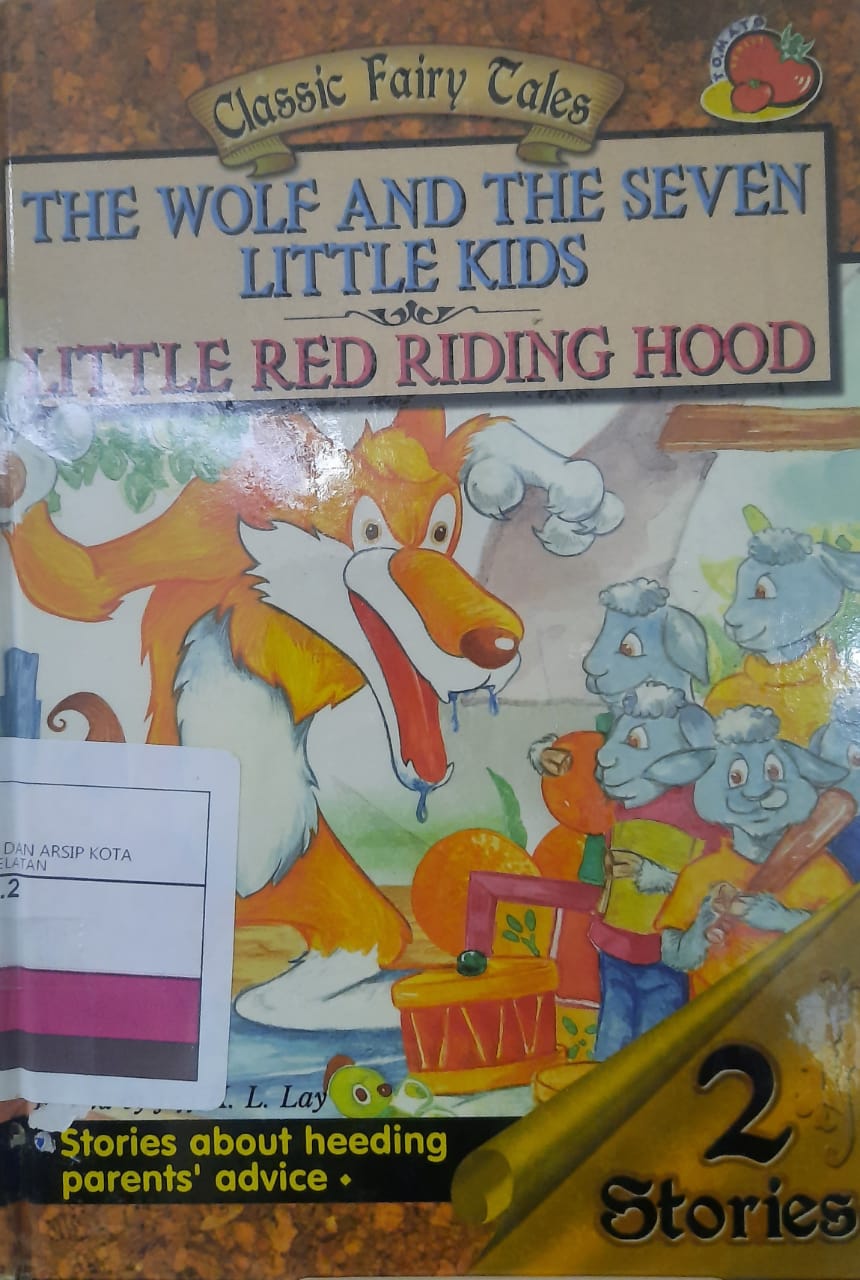 TOMATO
Classic Fairy Tales
THE WOLF AND THE SEVEN
LITTLE KIDS
LITTLE RED RIDING HOOD
DAN ARSIP KOTA
ELATAN
.2
L. Lay
Stories about heeding
parents' advice •
2
Stories